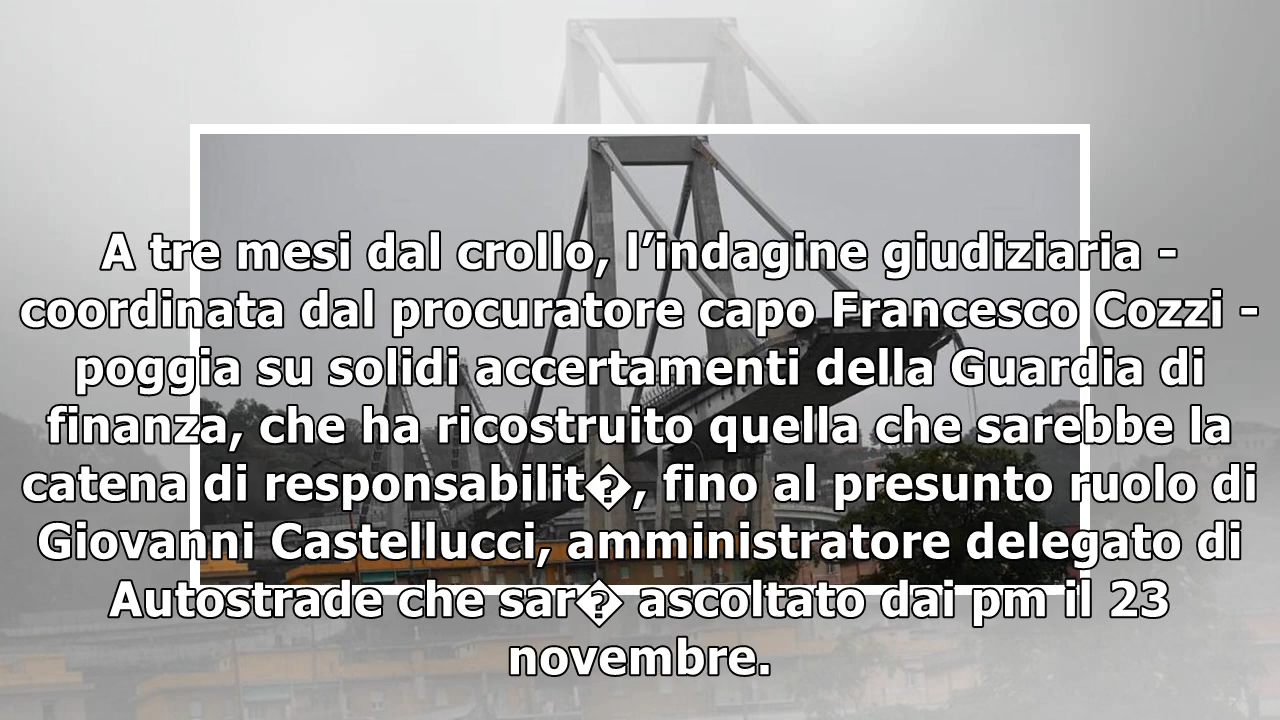 A tre mesi dal crollo, l’indagine giudiziaria -
coordinata dal procuratore capo Francesco Cozzi -
poggia su solidi accertamenti della Guardia di
finanza, che ha ricostruito quella che sarebbe la
catena di responsabilit�, fino al presunto ruolo di
Giovanni Castellucci, amministratore delegato di
Autostrade che sar� ascoltato dai pm il 23
novembre.